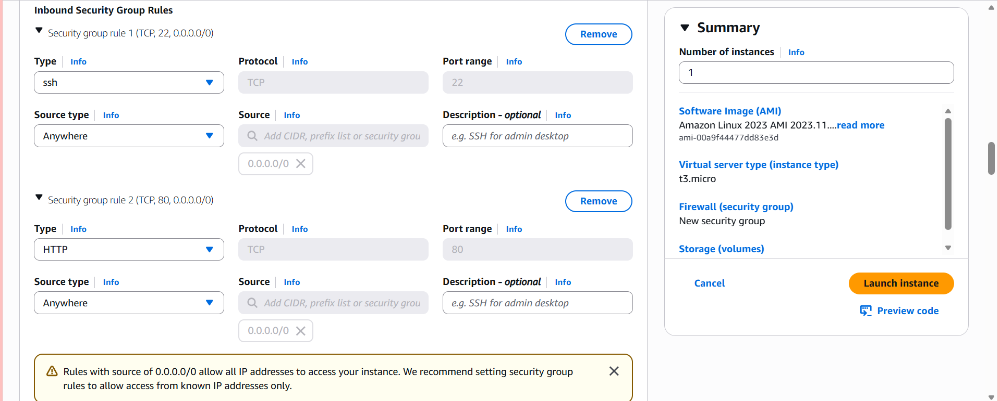 Inbound Security Group Rules
Security group rule 1 (TCP, 22, 0.0.0.0/0)
Remove
Type Info
Protocol Info
Port range Info
ssh
TCP
22
Source type Info
Source Info
Description - optional Info
Anywhere
Add CIDR, prefix list or security grou
e.g. SSH for admin desktop
0.0.0.0/0
Security group rule 2 (TCP, 80, 0.0.0.0/0)
Remove
Type Info
Protocol Info
Port range Info
HTTP
TCP
80
Source type Info
Source Info
Description - optional Info
Anywhere
Add CIDR, prefix list or security grou
e.g. SSH for admin desktop
0.0.0.0/0
Rules with source of 0.0.0.0/0 allow all IP addresses to access your instance. We recommend setting security group
rules to allow access from known IP addresses only.
Summary
Number of instances Info
1
Software Image (AMI)
Amazon Linux 2023 AMI 2023.11....read more
ami-00a9f44477dd83e3d
Virtual server type (instance type)
t3.micro
Firewall (security group)
New security group
Storage (volumes)
Cancel
Launch instance
Preview code